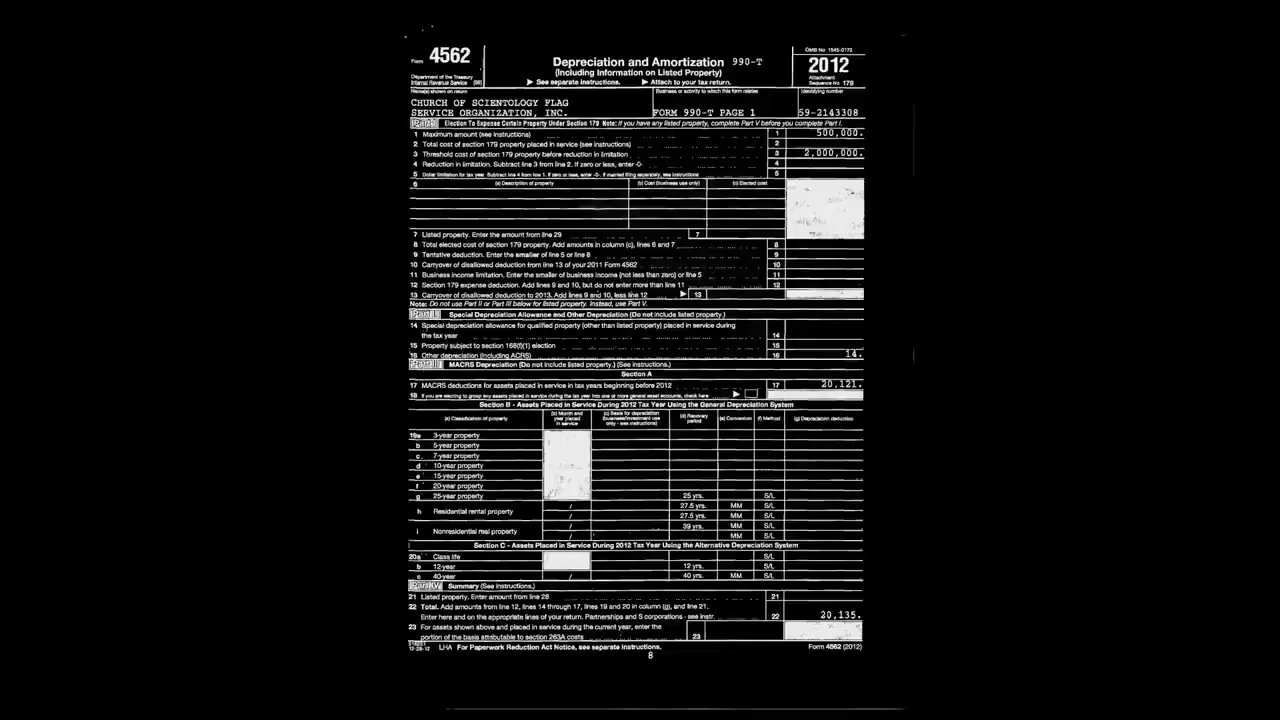 Form 4562
Department of the Treasury
Internal Revenue Service (99)
Depreciation and Amortization 990-T
(Including Information on Listed Property)
► See separate instructions. ► Attach to your tax return.
OMB No 1545-0172
2012
Attachment
Sequence No 179
Name(s) shown on return
Business or activity to which this form relates
Identifying number
CHURCH OF SCIENTOLOGY FLAG
SERVICE ORGANIZATION, INC.
FORM 990-T PAGE 1
59-2143308
Part I Election To Expense Certain Property Under Section 179 Note: If you have any listed property, complete Part V before you complete Part I.
1 Maximum amount (see instructions) 1 500,000.
2 Total cost of section 179 property placed in service (see instructions) 2
3 Threshold cost of section 179 property before reduction in limitation 3 2,000,000.
4 Reduction in limitation. Subtract line 3 from line 2. If zero or less, enter -0- 4
5 Dollar limitation for tax year Subtract line 4 from line 1. If zero or less, enter -0-. If married filing separately, see instructions 5
6 (a) Description of property (b) Cost (business use only) (c) Elected cost
7 Listed property. Enter the amount from line 29 7
8 Total elected cost of section 179 property. Add amounts in column (c), lines 6 and 7 8
9 Tentative deduction. Enter the smaller of line 5 or line 8 9
10 Carryover of disallowed deduction from line 13 of your 2011 Form 4562 10
11 Business income limitation. Enter the smaller of business income (not less than zero) or line 5 11
12 Section 179 expense deduction. Add lines 9 and 10, but do not enter more than line 11 12
13 Carryover of disallowed deduction to 2013. Add lines 9 and 10, less line 12 ► 13
Note: Do not use Part II or Part III below for listed property. Instead, use Part V.
Part II Special Depreciation Allowance and Other Depreciation (Do not include listed property.)
14 Special depreciation allowance for qualified property (other than listed property) placed in service during
the tax year 14
15 Property subject to section 168(f)(1) election 15
16 Other depreciation (including ACRS) 16 14.
Part III MACRS Depreciation (Do not include listed property.) (See instructions.)
Section A
17 MACRS deductions for assets placed in service in tax years beginning before 2012 17 20,121.
18 If you are electing to group any assets placed in service during the tax year into one or more general asset accounts, check here ►
Section B - Assets Placed in Service During 2012 Tax Year Using the General Depreciation System
(a) Classification of property
(b) Month and
year placed
in service
(c) Basis for depreciation
(business/investment use
only - see instructions)
(d) Recovery
period
(e) Convention
(f) Method
(g) Depreciation deduction
19a 3-year property
b 5-year property
c 7-year property
d 10-year property
e 15-year property
f 20-year property
g 25-year property 25 yrs. S/L
h Residential rental property / 27.5 yrs. MM S/L
/ 27.5 yrs. MM S/L
i Nonresidential real property / 39 yrs. MM S/L
/ MM S/L
Section C - Assets Placed in Service During 2012 Tax Year Using the Alternative Depreciation System
20a Class life S/L
b 12-year 12 yrs. S/L
c 40-year / 40 yrs. MM S/L
Part IV Summary (See instructions.)
21 Listed property. Enter amount from line 28 21
22 Total. Add amounts from line 12, lines 14 through 17, lines 19 and 20 in column (g), and line 21.
Enter here and on the appropriate lines of your return. Partnerships and S corporations - see instr. 22 20,135.
23 For assets shown above and placed in service during the current year, enter the
portion of the basis attributable to section 263A costs 23
12-28-12 LHA For Paperwork Reduction Act Notice, see separate instructions.
Form 4562 (2012)
8